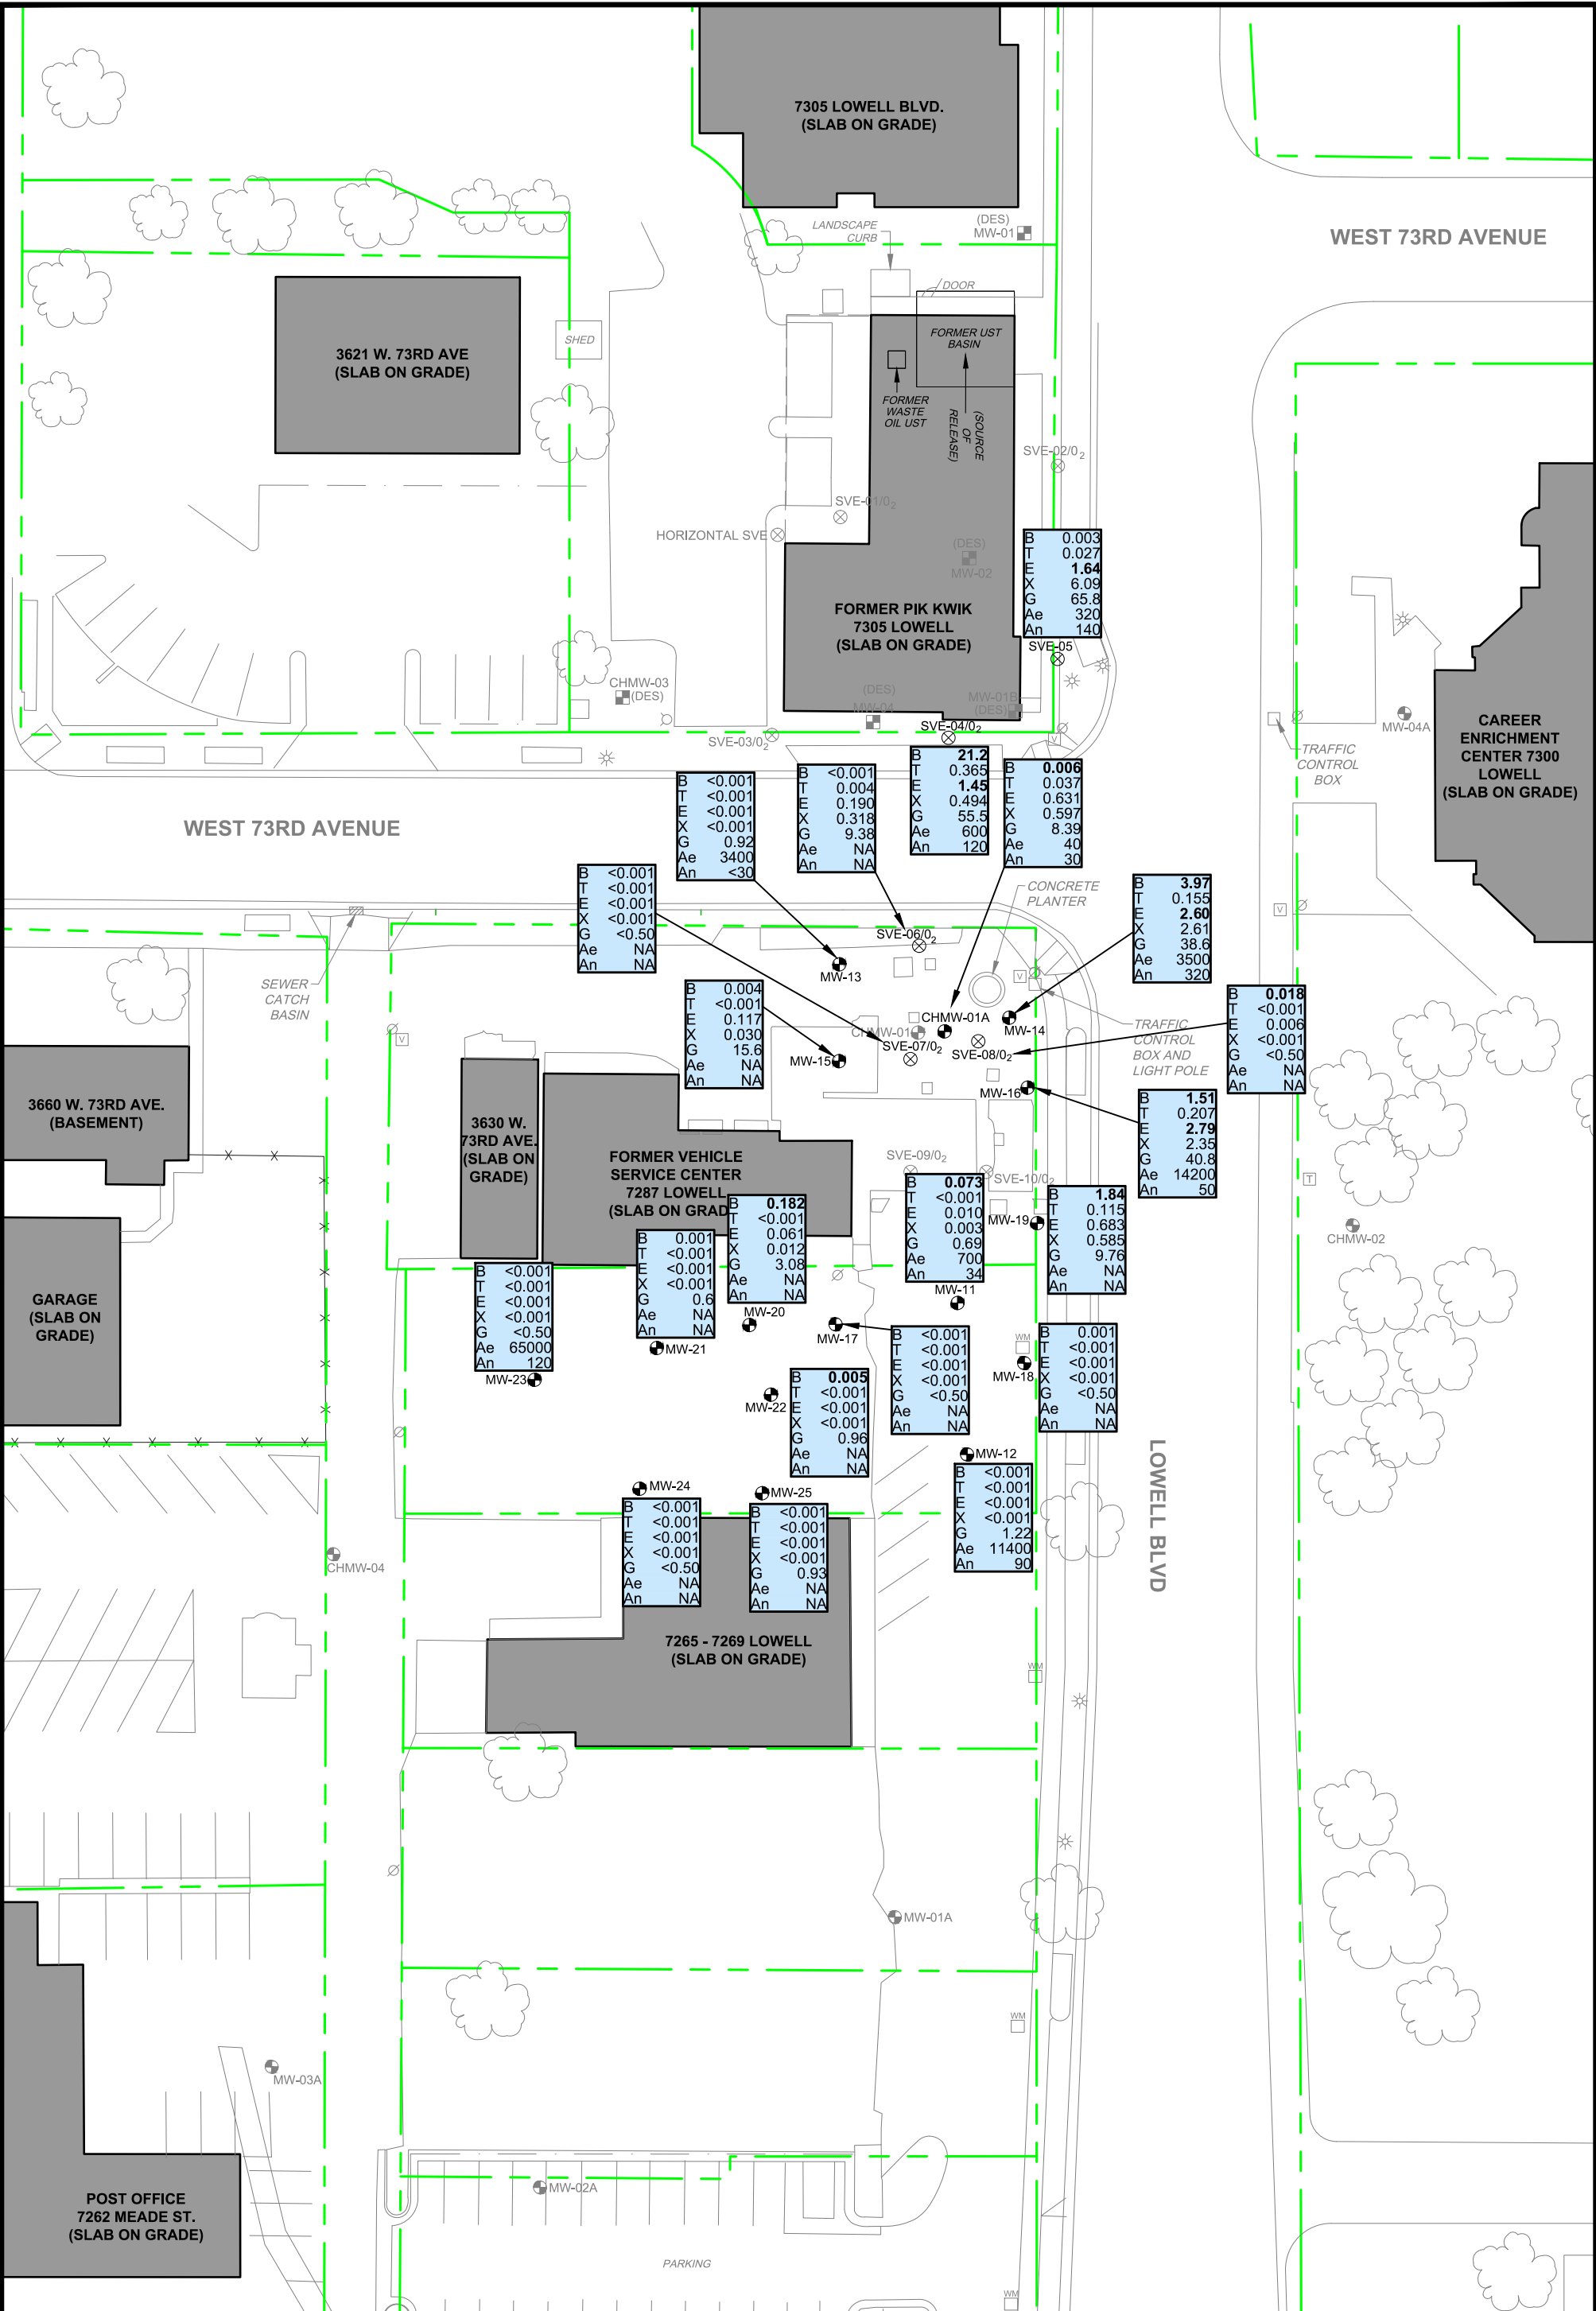 7305 LOWELL BLVD.
(SLAB ON GRADE)
LANDSCAPE
CURB
(DES)
MW-01
WEST 73RD AVENUE
DOOR
FORMER UST
BASIN
FORMER
WASTE
OIL UST
(SOURCE
OF
RELEASE)
3621 W. 73RD AVE
(SLAB ON GRADE)
SHED
SVE-02/0₂
SVE-01/0₂
HORIZONTAL SVE
(DES)
MW-02
B 0.003
T 0.027
E 1.64
X 6.09
G 65.8
Ae 320
An 140
SVE-05
FORMER PIK KWIK
7305 LOWELL
(SLAB ON GRADE)
CHMW-03
(DES)
(DES)
MW-04
MW-01B
(DES)
SVE-03/0₂
SVE-04/0₂
V
MW-04A
TRAFFIC
CONTROL
BOX
CAREER
ENRICHMENT
CENTER 7300
LOWELL
(SLAB ON GRADE)
WEST 73RD AVENUE
B <0.001
T <0.001
E <0.001
X <0.001
G 0.92
Ae 3400
An <30
B <0.001
T 0.004
E 0.190
X 0.318
G 9.38
Ae NA
An NA
B 21.2
T 0.365
E 1.45
X 0.494
G 55.5
Ae 600
An 120
B 0.006
T 0.037
E 0.631
X 0.597
G 8.39
Ae 40
An 30
B <0.001
T <0.001
E <0.001
X <0.001
G <0.50
Ae NA
An NA
CONCRETE
PLANTER
B 3.97
T 0.155
E 2.60
X 2.61
G 38.6
Ae 3500
An 320
V
SEWER
CATCH
BASIN
SVE-06/0₂
MW-13
V
B 0.004
T <0.001
E 0.117
X 0.030
G 15.6
Ae NA
An NA
CHMW-01A
CHMW-01
MW-14
SVE-07/0₂
SVE-08/0₂
MW-15
MW-16
TRAFFIC
CONTROL
BOX AND
LIGHT POLE
B 0.018
T <0.001
E 0.006
X <0.001
G <0.50
Ae NA
An NA
V
3660 W. 73RD AVE.
(BASEMENT)
3630 W.
73RD AVE.
(SLAB ON
GRADE)
FORMER VEHICLE
SERVICE CENTER
7287 LOWELL
(SLAB ON GRAD
B 1.51
T 0.207
E 2.79
X 2.35
G 40.8
Ae 14200
An 50
SVE-09/0₂
SVE-10/0₂
T
B 0.073
T <0.001
E 0.010
X 0.003
G 0.69
Ae 700
An 34
MW-11
MW-19
B 1.84
T 0.115
E 0.683
X 0.585
G 9.76
Ae NA
An NA
CHMW-02
B 0.182
T <0.001
E 0.061
X 0.012
G 3.08
Ae NA
An NA
MW-20
B 0.001
T <0.001
E <0.001
X <0.001
G 0.6
Ae NA
An NA
MW-21
B <0.001
T <0.001
E <0.001
X <0.001
G <0.50
Ae 65000
An 120
MW-23
GARAGE
(SLAB ON
GRADE)
MW-17
B <0.001
T <0.001
E <0.001
X <0.001
G <0.50
Ae NA
An NA
WM
MW-18
B 0.001
T <0.001
E <0.001
X <0.001
G <0.50
Ae NA
An NA
MW-22
B 0.005
T <0.001
E <0.001
X <0.001
G 0.96
Ae NA
An NA
MW-12
B <0.001
T <0.001
E <0.001
X <0.001
G 1.22
Ae 11400
An 90
LOWELL BLVD
MW-24
B <0.001
T <0.001
E <0.001
X <0.001
G <0.50
Ae NA
An NA
MW-25
B <0.001
T <0.001
E <0.001
X <0.001
G 0.93
Ae NA
An NA
CHMW-04
7265 - 7269 LOWELL
(SLAB ON GRADE)
WM
MW-01A
WM
MW-03A
MW-02A
POST OFFICE
7262 MEADE ST.
(SLAB ON GRADE)
PARKING
WM